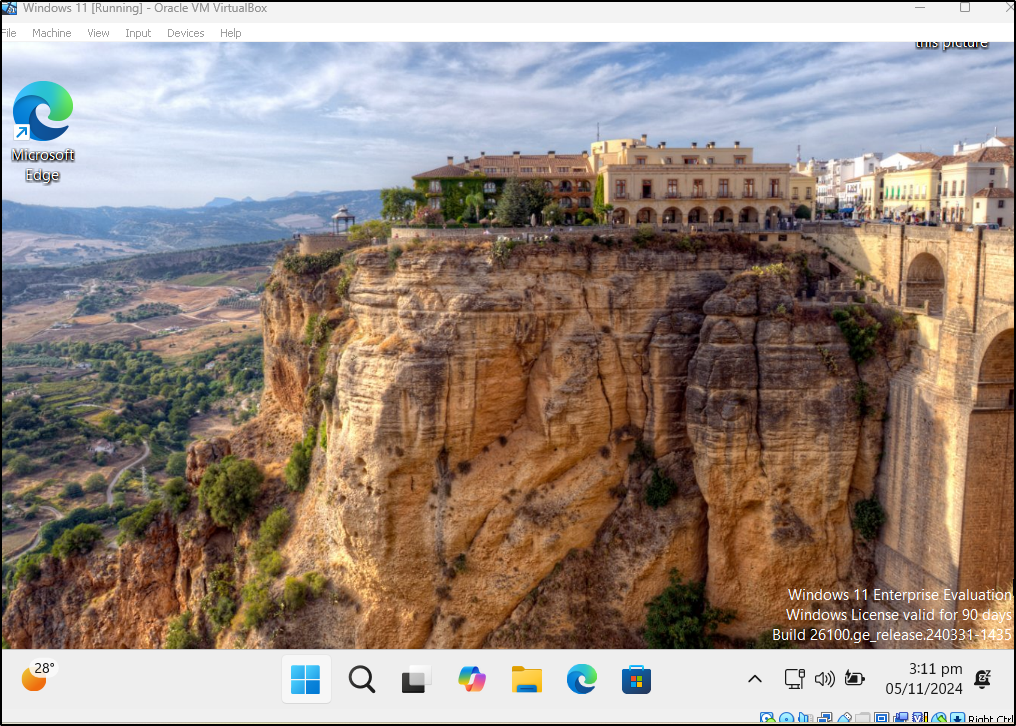 Windows 11 [Running] - Oracle VM VirtualBox
File Machine View Input Devices Help
this picture
Microsoft
Edge
Windows 11 Enterprise Evaluation
Windows License valid for 90 days
Build 26100.ge_release.240331-1435
28°
3:11 pm
05/11/2024
Right Ctrl